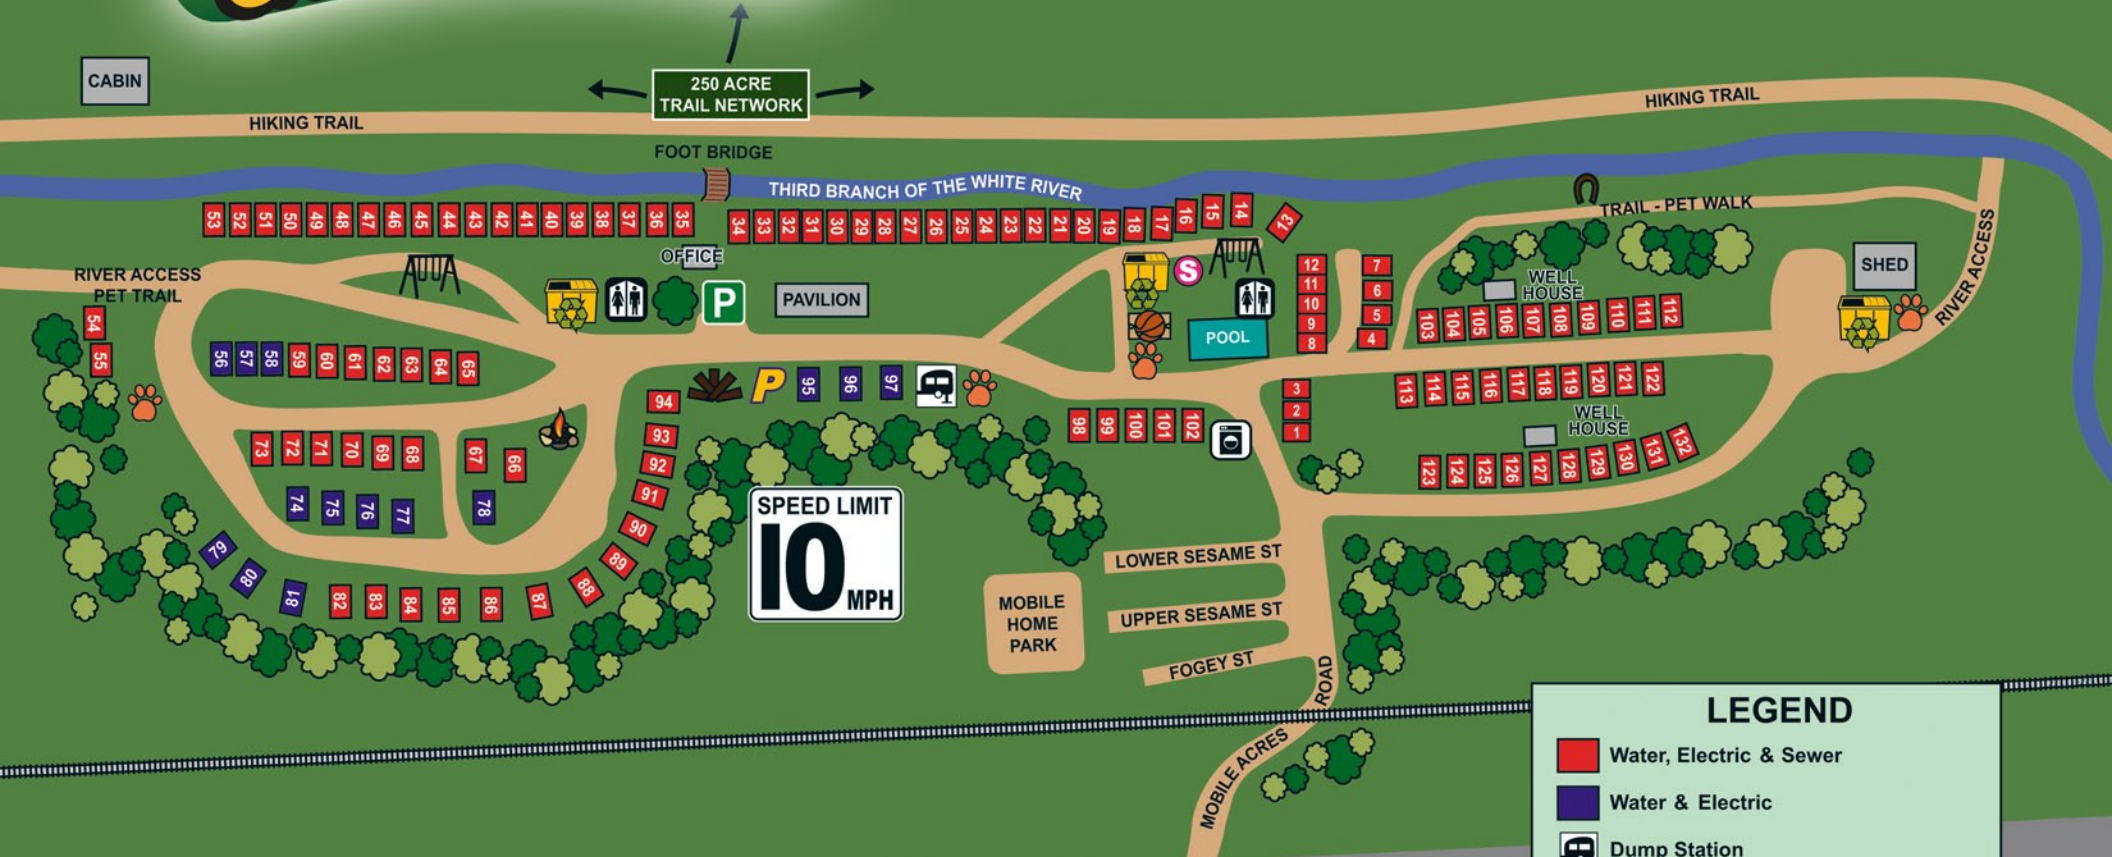 CABIN
250 ACRE
TRAIL NETWORK
HIKING TRAIL
HIKING TRAIL
FOOT BRIDGE
THIRD BRANCH OF THE WHITE RIVER
TRAIL - PET WALK
53 52 51 50 49 48 47 46 45 44 43 42 41 40 39 38 37 36 35
34 33 32 31 30 29 28 27 26 25 24 23 22 21 20 19 18 17 16 15 14 13
OFFICE
RIVER ACCESS
PET TRAIL
P
PAVILION
S
POOL
12
11
10
9
8
7
6
5
4
WELL
HOUSE
SHED
RIVER ACCESS
103 104 105 106 107 108 109 110 111 112
54
55
56 57 58 59 60 61 62 63 64 65
P
95 96 97
3
2
1
113 114 115 116 117 118 119 120 121 122
94
93
92
91
90
89
88
98 99 100 101 102
WELL
HOUSE
73 72 71 70 69 68
67 66
123 124 125 126 127 128 129 130 131 132
74 75 76 77
78
79
80
81
82 83 84 85 86 87
SPEED LIMIT
10
MPH
LOWER SESAME ST
MOBILE
HOME
PARK
UPPER SESAME ST
FOGEY ST
MOBILE ACRES ROAD
LEGEND
Water, Electric & Sewer
Water & Electric
Dump Station